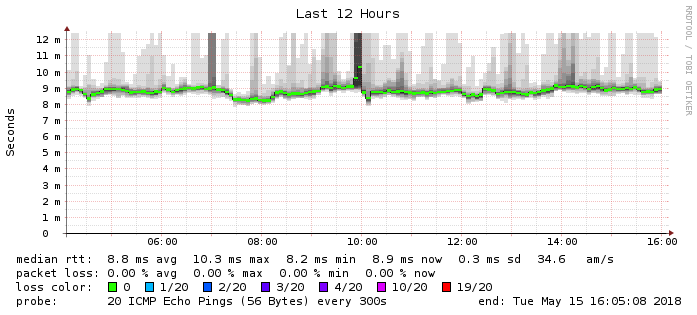 Last 12 Hours
RRDTOOL / TOBI OETIKER
Seconds
12 m
11 m
10 m
9 m
8 m
7 m
6 m
5 m
4 m
3 m
2 m
1 m
0
06:00 08:00 10:00 12:00 14:00 16:00
median rtt: 8.8 ms avg 10.3 ms max 8.2 ms min 8.9 ms now 0.3 ms sd 34.6 am/s
packet loss: 0.00 % avg 0.00 % max 0.00 % min 0.00 % now
loss color: 0 1/20 2/20 3/20 4/20 10/20 19/20
probe: 20 ICMP Echo Pings (56 Bytes) every 300s end: Tue May 15 16:05:08 2018